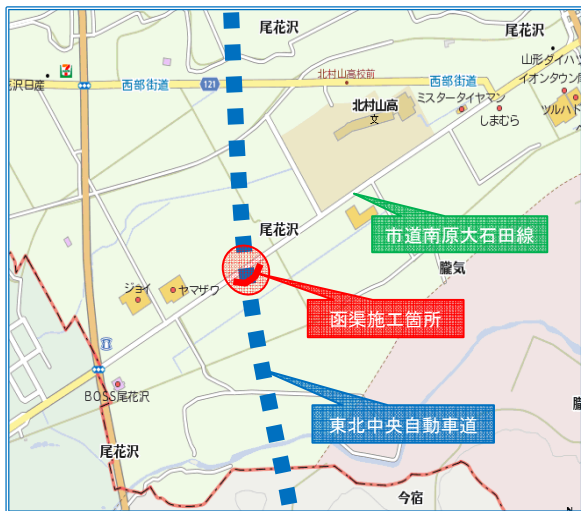 尾花沢
尾花沢
山形ダイハツ
花沢日産
西部街道
121
北村山高校前
西部街道
イオンタウン
ミスタータイヤマン
ツルハド
北村山高
文
しまむら
尾花沢
市道南原大石田線
朧気
ジョイ
ヤマザワ
函渠施工箇所
BOSS尾花沢
東北中央自動車道
尾花沢
今宿